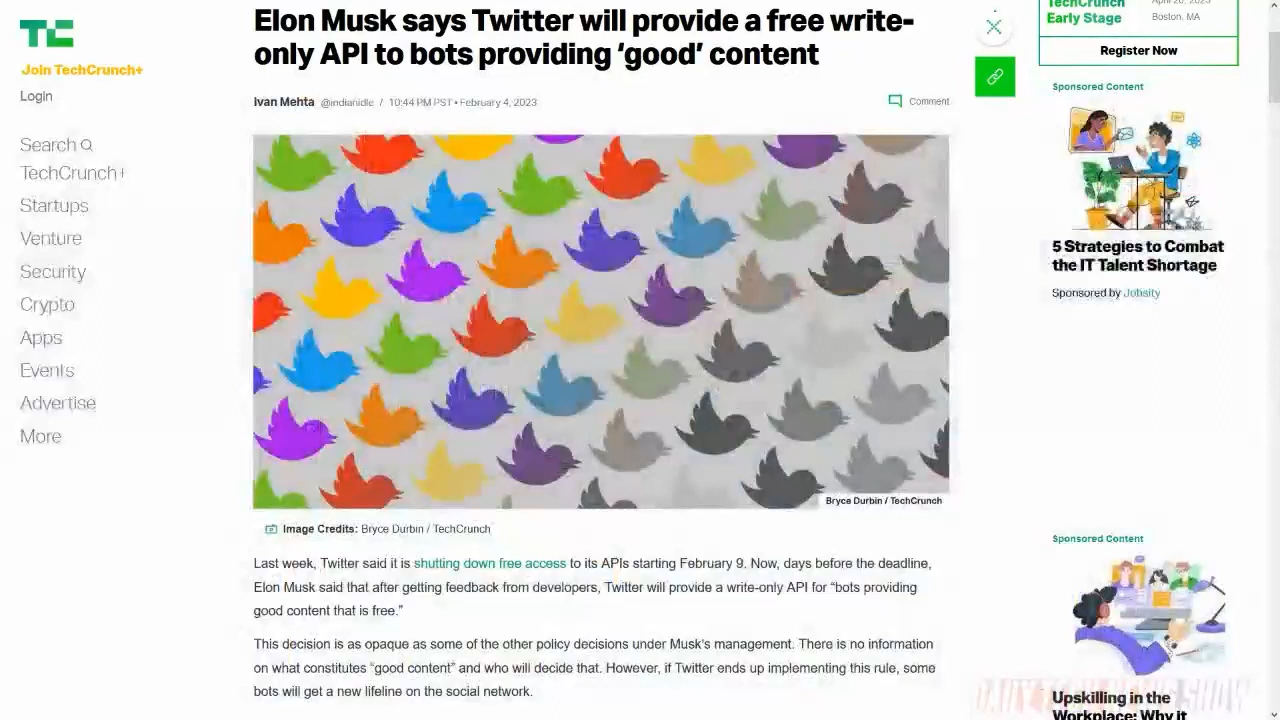 TechCrunch
Early Stage
April 20, 2023
Boston, MA
Register Now
TC
Join TechCrunch+
Login
Search
TechCrunch+
Startups
Venture
Security
Crypto
Apps
Events
Advertise
More
Elon Musk says Twitter will provide a free write-
only API to bots providing ‘good’ content
Ivan Mehta @indianidle / 10:44 PM PST • February 4, 2023
Comment
Bryce Durbin / TechCrunch
Image Credits: Bryce Durbin / TechCrunch
Last week, Twitter said it is shutting down free access to its APIs starting February 9. Now, days before the deadline,
Elon Musk said that after getting feedback from developers, Twitter will provide a write-only API for “bots providing
good content that is free.”
This decision is as opaque as some of the other policy decisions under Musk's management. There is no information
on what constitutes “good content” and who will decide that. However, if Twitter ends up implementing this rule, some
bots will get a new lifeline on the social network.
Sponsored Content
5 Strategies to Combat
the IT Talent Shortage
Sponsored by Jobsity
Sponsored Content
Upskilling in the
Workplace: Why it